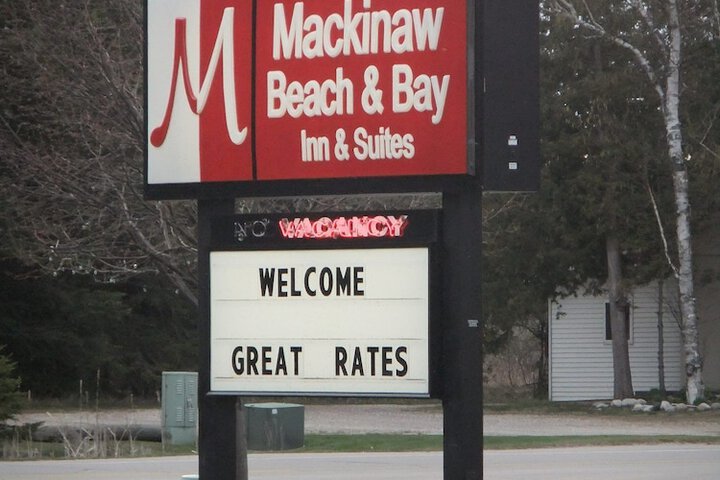 M
Mackinaw
Beach & Bay
Inn & Suites
NO VACANCY
WELCOME
GREAT RATES